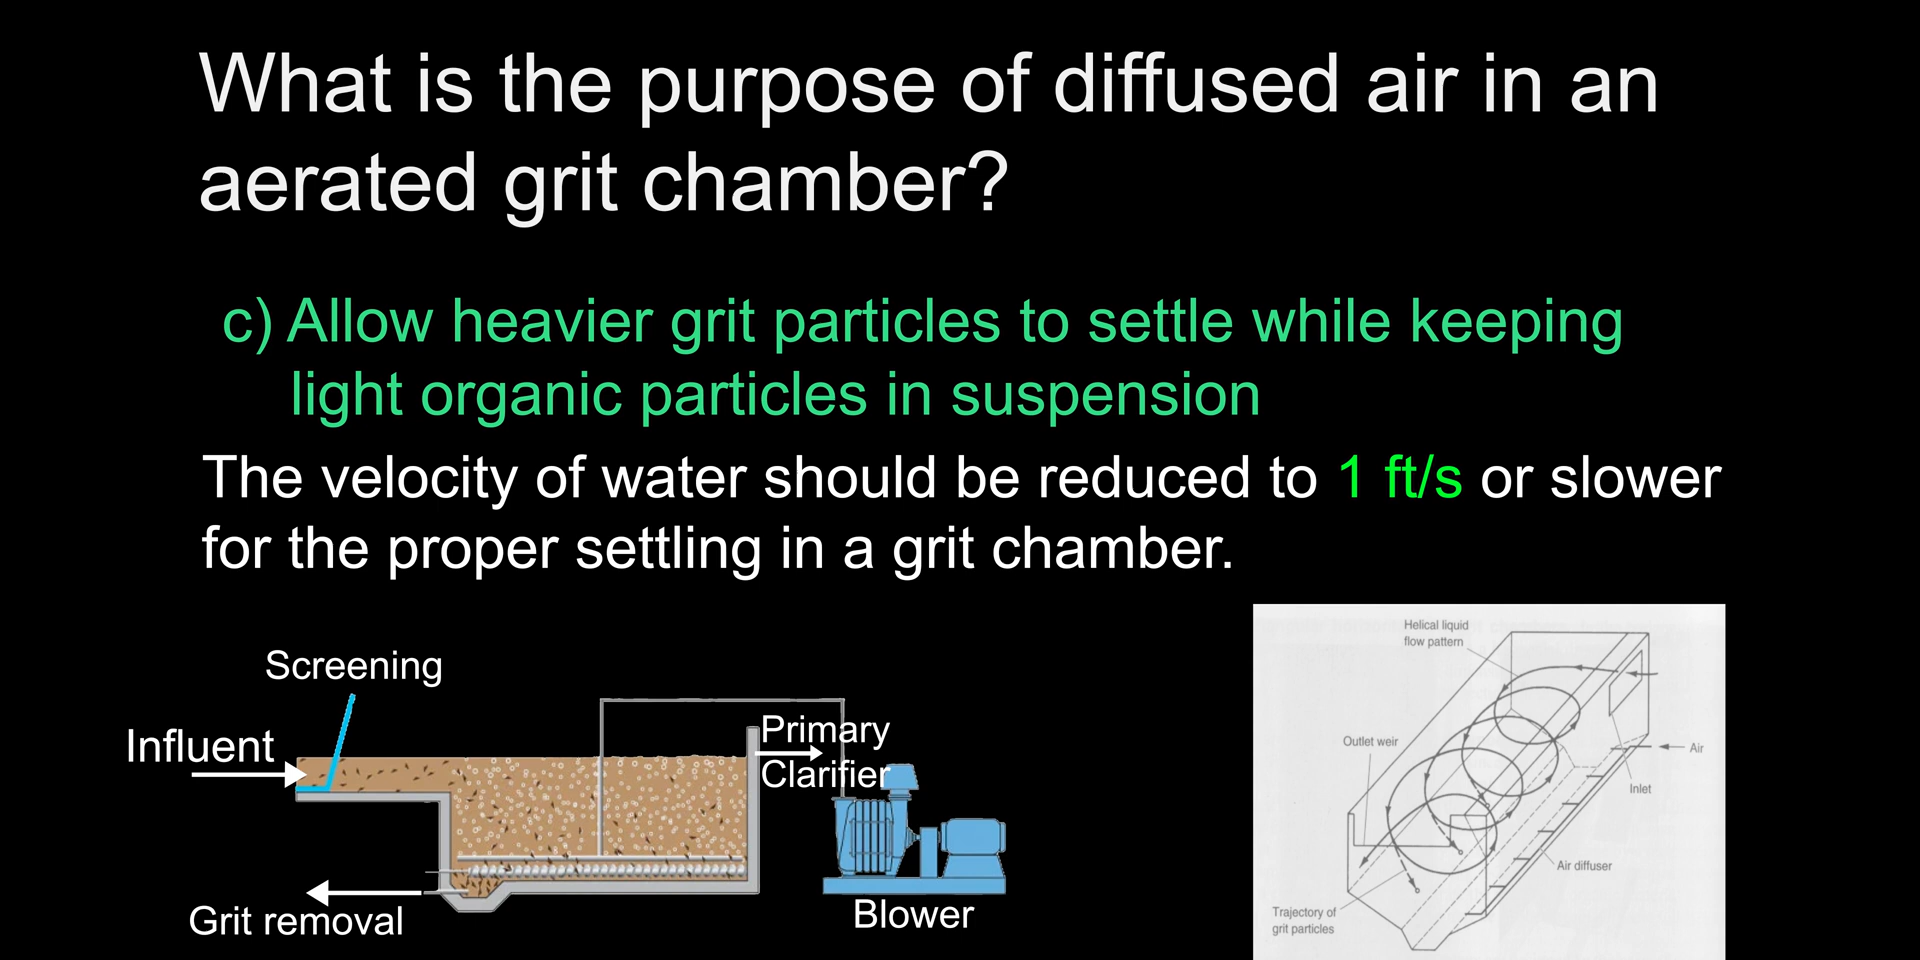 What is the purpose of diffused air in an
aerated grit chamber?
c) Allow heavier grit particles to settle while keeping
light organic particles in suspension
The velocity of water should be reduced to 1 ft/s or slower
for the proper settling in a grit chamber.
Screening
Influent
Primary
Clarifier
Grit removal
Blower
Helical liquid
flow pattern
Outlet weir
Air
Inlet
Air diffuser
Trajectory of
grit particles